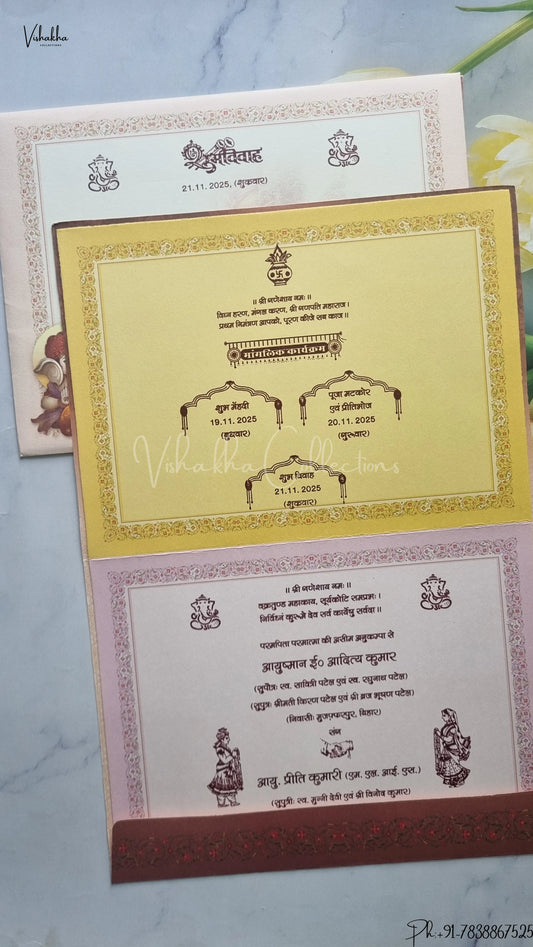 Vishakha
COLLECTIONS
शुभविवाह
21.11.2025, (शुक्रवार)
॥ श्री गणेशाय नमः ॥
विघ्न हरण, मंगल करण, श्री गणपति महाराज।
प्रथम निमंत्रण आपको, पूरण कीजे सब काज॥
मांगलिक कार्यक्रम
शुभ मेंहदी
19.11.2025
(बुधवार)
पूजा मटकोर
एवं प्रीतिभोज
20.11.2025
(गुरूवार)
Vishakha Collections
शुभ विवाह
21.11.2025
(शुक्रवार)
॥ श्री गणेशाय नमः ॥
वक्रतुण्ड महाकाय, सूर्यकोटि समप्रभः।
निर्विघ्नं कुरूमे देव सर्व कार्येषु सर्वदा॥
परमपिता परमात्मा की असीम अनुकम्पा से
आयुष्मान ई० आदित्य कुमार
(सुपौत्रः स्व. सावित्री पटेल एवं स्व. रघुनाथ पटेल)
(सुपुत्रः श्रीमती किरण पटेल एवं श्री ब्रज भूषण पटेल)
(निवासीः मुजफ़्फ़रपुर, बिहार)
संग
आयु. प्रीति कुमारी (एम. एल. आई. एस.)
(सुपुत्रीः स्व. मुन्नी देवी एवं श्री विनोद कुमार)
Ph:+91-7838867525